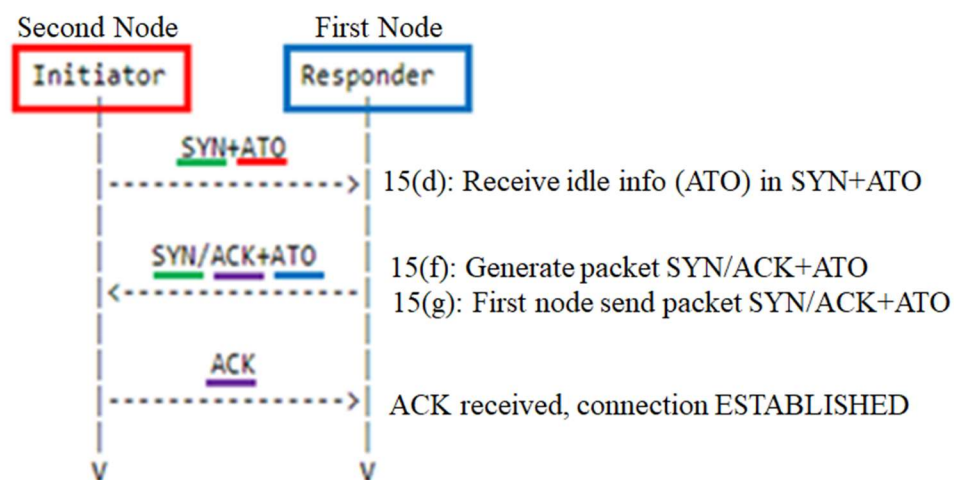 Second Node First Node
Initiator Responder
SYN+ATO
15(d): Receive idle info (ATO) in SYN+ATO
SYN/ACK+ATO
15(f): Generate packet SYN/ACK+ATO
15(g): First node send packet SYN/ACK+ATO
ACK
ACK received, connection ESTABLISHED